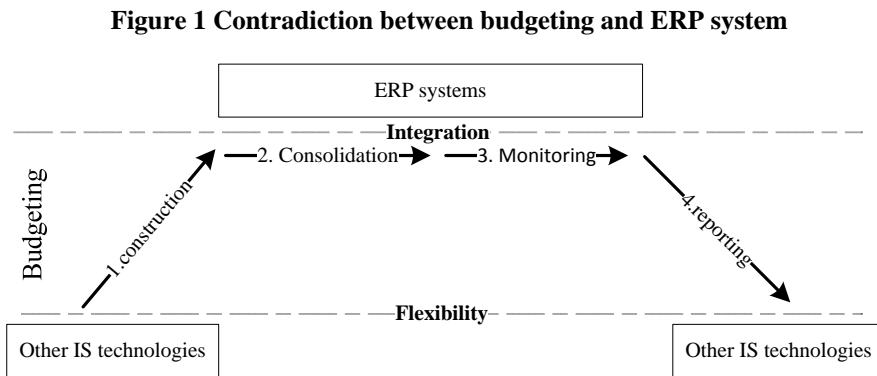 Figure 1 Contradiction between budgeting and ERP system
ERP systems
Integration
2. Consolidation
3. Monitoring
Budgeting
1.construction
4.reporting
Flexibility
Other IS technologies
Other IS technologies